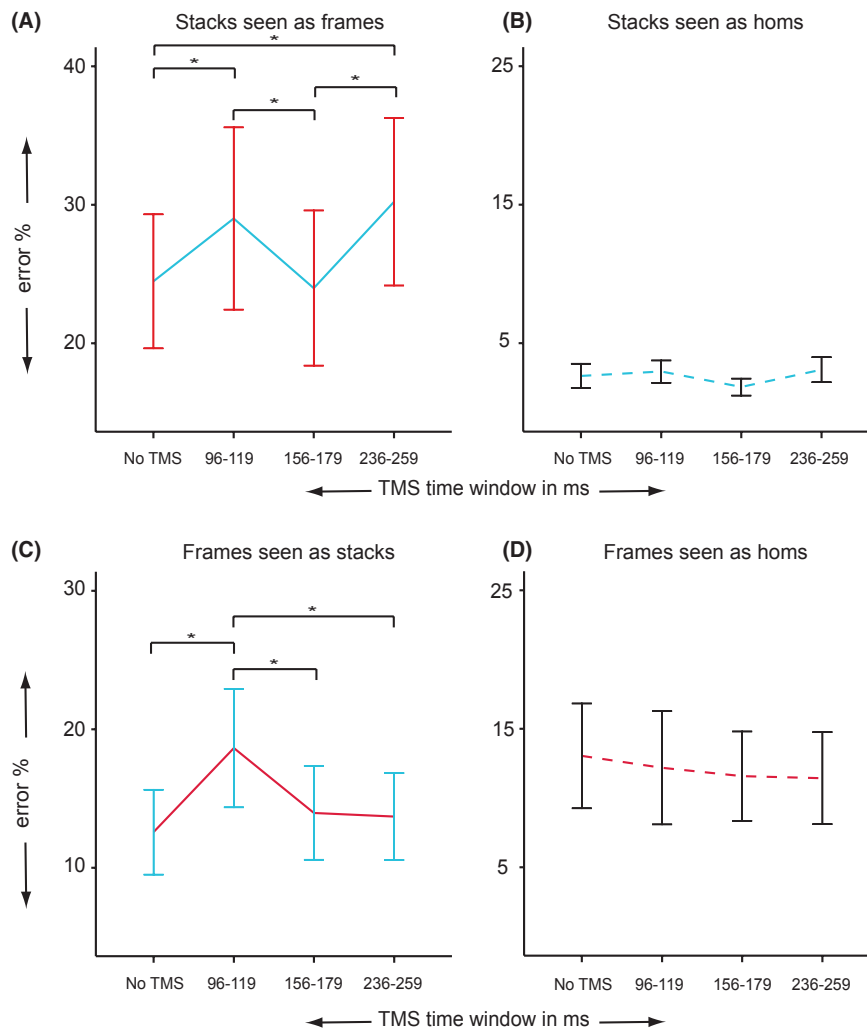 (A) Stacks seen as frames
(B) Stacks seen as homs
40
30
20
error %
* * * *
No TMS 96-119 156-179 236-259
25
15
5
No TMS 96-119 156-179 236-259
TMS time window in ms
(C) Frames seen as stacks
(D) Frames seen as homs
30
20
10
error %
* * *
No TMS 96-119 156-179 236-259
25
15
5
No TMS 96-119 156-179 236-259
TMS time window in ms